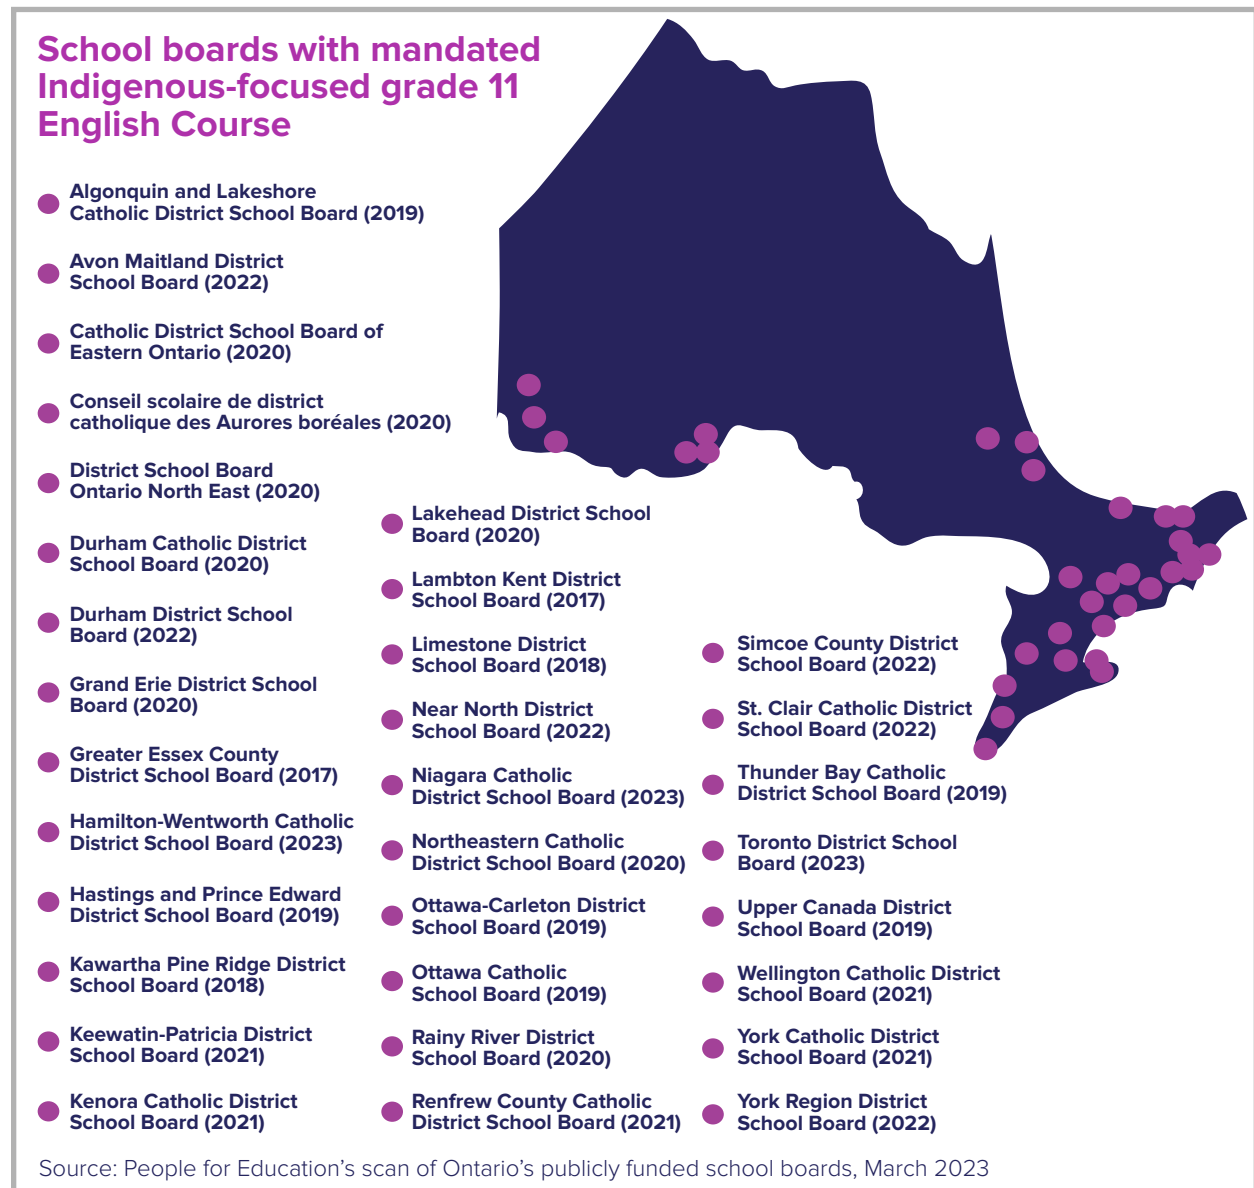 School boards with mandated
Indigenous-focused grade 11
English Course
Algonquin and Lakeshore
Catholic District School Board (2019)
Avon Maitland District
School Board (2022)
Catholic District School Board of
Eastern Ontario (2020)
Conseil scolaire de district
catholique des Aurores boréales (2020)
District School Board
Ontario North East (2020)
Durham Catholic District
School Board (2020)
Durham District School
Board (2022)
Grand Erie District School
Board (2020)
Greater Essex County
District School Board (2017)
Hamilton-Wentworth Catholic
District School Board (2023)
Hastings and Prince Edward
District School Board (2019)
Kawartha Pine Ridge District
School Board (2018)
Keewatin-Patricia District
School Board (2021)
Kenora Catholic District
School Board (2021)
Lakehead District School
Board (2020)
Lambton Kent District
School Board (2017)
Limestone District
School Board (2018)
Near North District
School Board (2022)
Niagara Catholic
District School Board (2023)
Northeastern Catholic
District School Board (2020)
Ottawa-Carleton District
School Board (2019)
Ottawa Catholic
School Board (2019)
Rainy River District
School Board (2020)
Renfrew County Catholic
District School Board (2021)
Simcoe County District
School Board (2022)
St. Clair Catholic District
School Board (2022)
Thunder Bay Catholic
District School Board (2019)
Toronto District School
Board (2023)
Upper Canada District
School Board (2019)
Wellington Catholic District
School Board (2021)
York Catholic District
School Board (2021)
York Region District
School Board (2022)
Source: People for Education's scan of Ontario's publicly funded school boards, March 2023